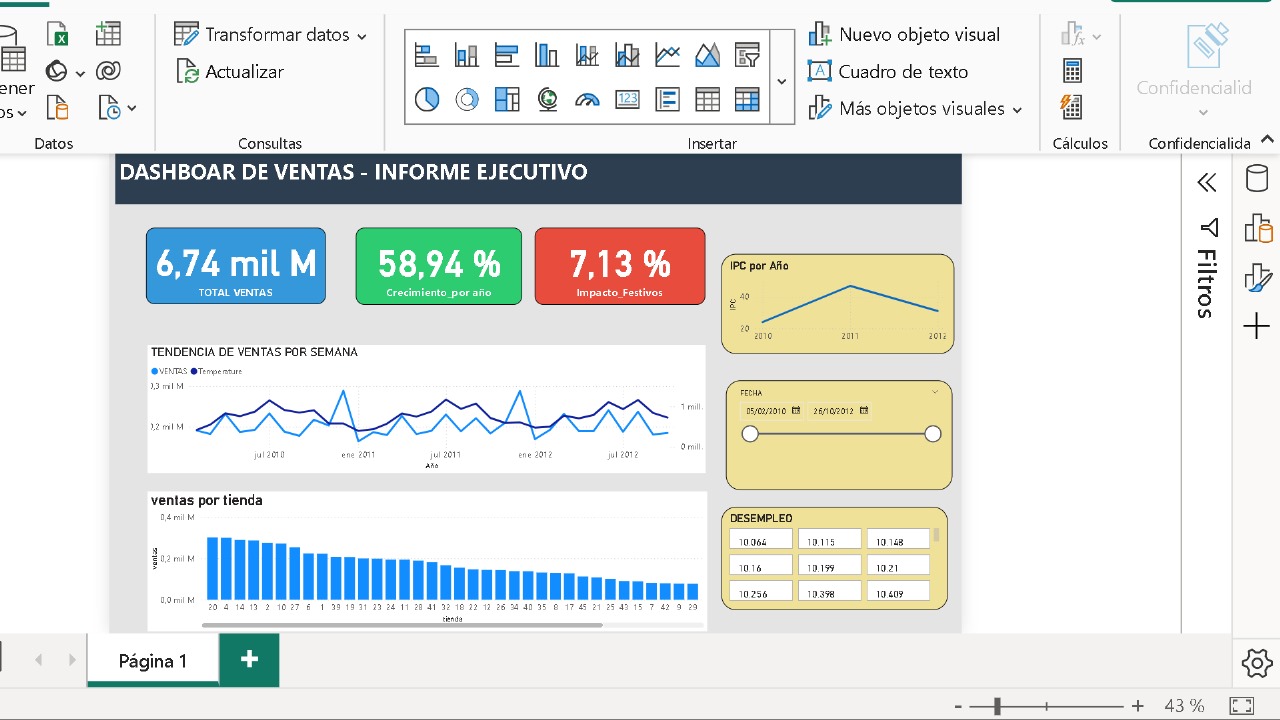 Transformar datos
Actualizar
Nuevo objeto visual
Cuadro de texto
Más objetos visuales
ener
os
Confidencialid
Datos
Consultas
Insertar
Cálculos
Confidencialida
DASHBOAR DE VENTAS - INFORME EJECUTIVO
6,74 mil M
TOTAL VENTAS
58,94 %
Crecimiento_por año
7,13 %
Impacto_Festivos
IPC por Año
IPC
40
20
2010 2011 2012
Filtros
TENDENCIA DE VENTAS POR SEMANA
VENTAS Temperature
0,3 mil M
0,2 mil M
1 mill.
0 mill.
jul 2010 ene 2011 jul 2011 ene 2012 jul 2012
Año
FECHA
05/02/2010 26/10/2012
ventas por tienda
ventas
0,4 mil M
0,2 mil M
0,0 mil M
20 4 14 13 2 10 27 6 1 39 19 31 23 24 11 28 41 32 18 22 12 26 34 40 35 8 17 45 21 25 43 15 7 42 9 29
tienda
DESEMPLEO
10.064 10.115 10.148
10.16 10.199 10.21
10.256 10.398 10.409
Página 1
43 %